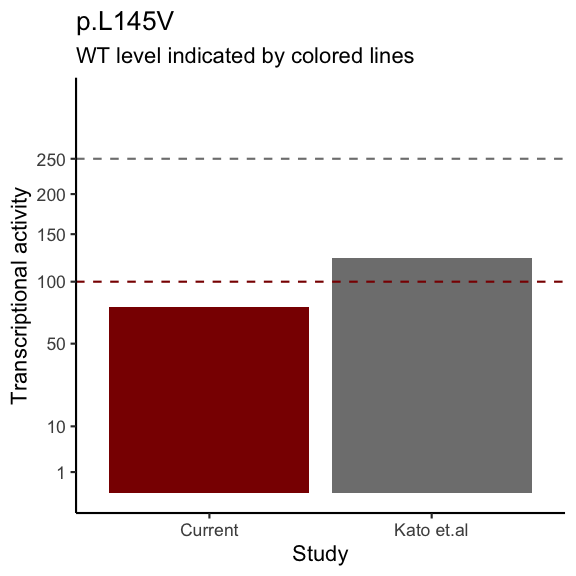 p.L145V
WT level indicated by colored lines
Transcriptional activity
250
200
150
100
50
10
1
Current
Kato et.al
Study